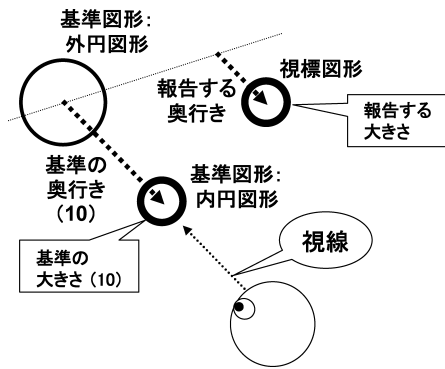 基準図形：
外円図形
報告する
奥行き
視標図形
報告する
大きさ
基準の
奥行き
（10）
基準図形：
内円図形
基準の
大きさ（10）
視線